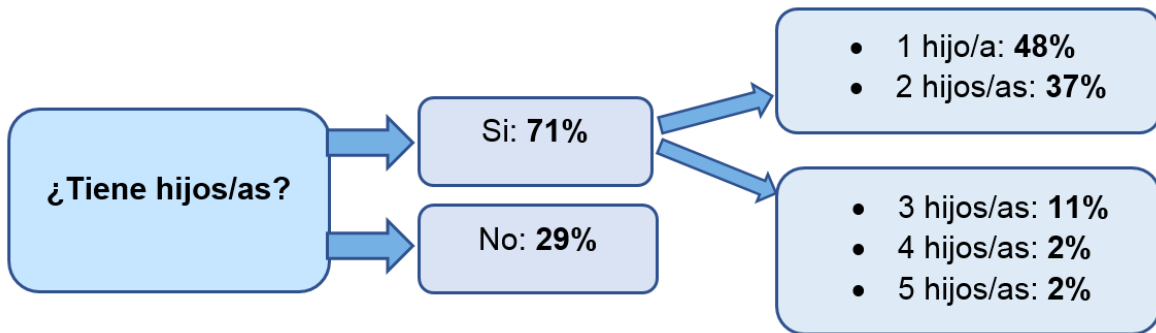 ¿Tiene hijos/as?
Si: 71%
No: 29%
• 1 hijo/a: 48%
• 2 hijos/as: 37%
• 3 hijos/as: 11%
• 4 hijos/as: 2%
• 5 hijos/as: 2%